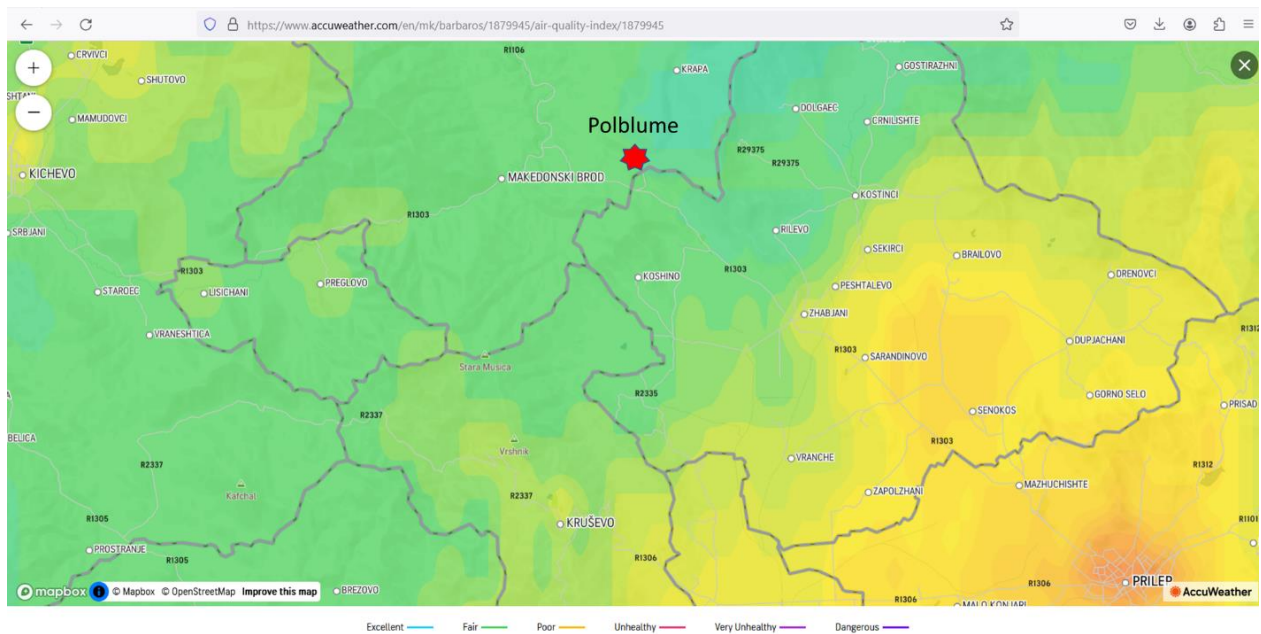 https://www.accuweather.com/en/mk/barbaros/1879945/air-quality-index/1879945
CRVIVCI
R1106
KRAPA
GOSTIRAZHNI
+
SHUTOVO
−
MAMUDOVCI
DOLGAEC
CRNILISHTE
Polblume
R29375
R29375
KICHEVO
MAKEDONSKI BROD
KOSTINCI
R1303
SRBJANI
RILEVO
SEKIRCI
BRAILOVO
R1303
R1303
KOSHINO
DRENOVCI
STAROEC
LISICHANI
PREGLOVO
PESHTALEVO
ZHABJANI
VRANESHTICA
R1312
DUPJACHANI
R1303
SARANDINOVO
Stara Musica
R2335
GORNO SELO
PRISAD
SENOKOS
R2337
BELICA
R1303
Vrshnik
VRANCHE
R2337
R1312
Kafchal
MAZHUCHISHTE
ZAPOLZHANI
R2337
R1305
KRUŠEVO
R1101
PROSTRANJE
R1305
R1306
R1306
PRILEP
mapbox © Mapbox © OpenStreetMap Improve this map
BREZOVO
AccuWeather
R1306
MALO KONJARI
Excellent Fair Poor Unhealthy Very Unhealthy Dangerous